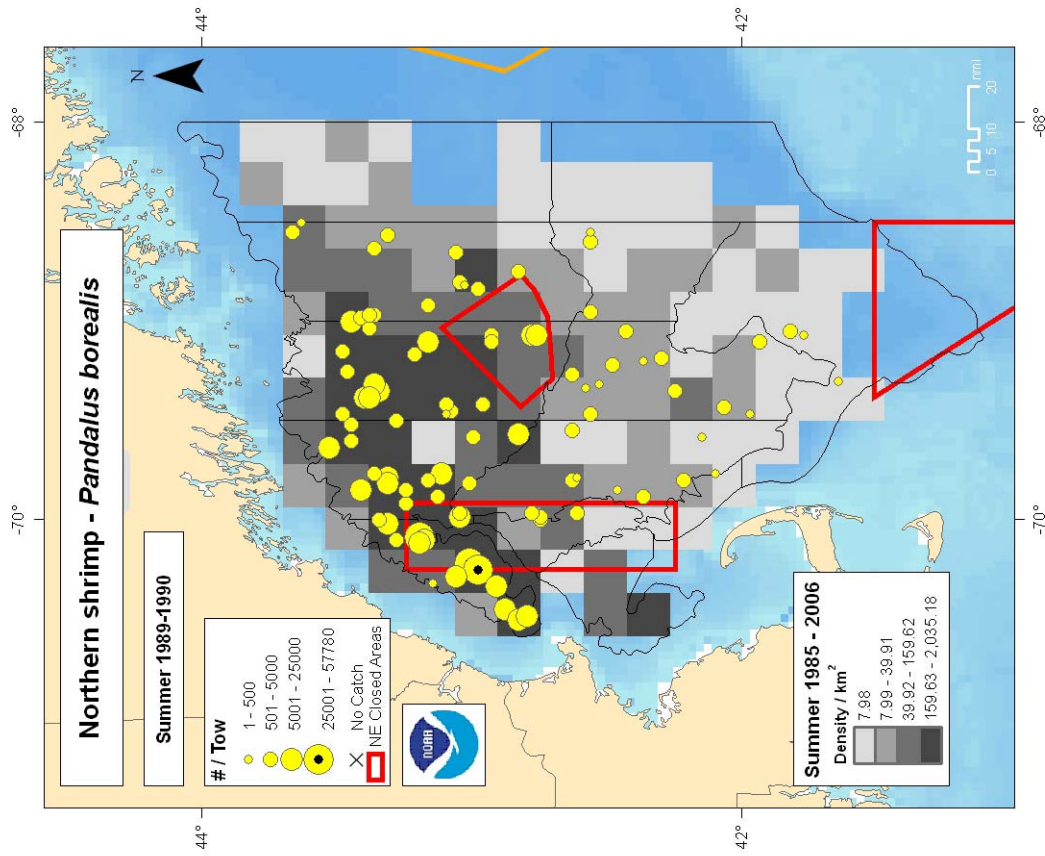 Northern shrimp - Pandalus borealis
Summer 1989-1990
# / Tow
1 - 500
501 - 5000
5001 - 25000
25001 - 57780
No Catch
NE Closed Areas
NOAA
Summer 1985 - 2006
Density / km²
7.98
7.99 - 39.91
39.92 - 159.62
159.63 - 2,035.18
N
0 5 10 20
nmi
-70°
-68°
44°
42°
-70°
-68°
44°
42°